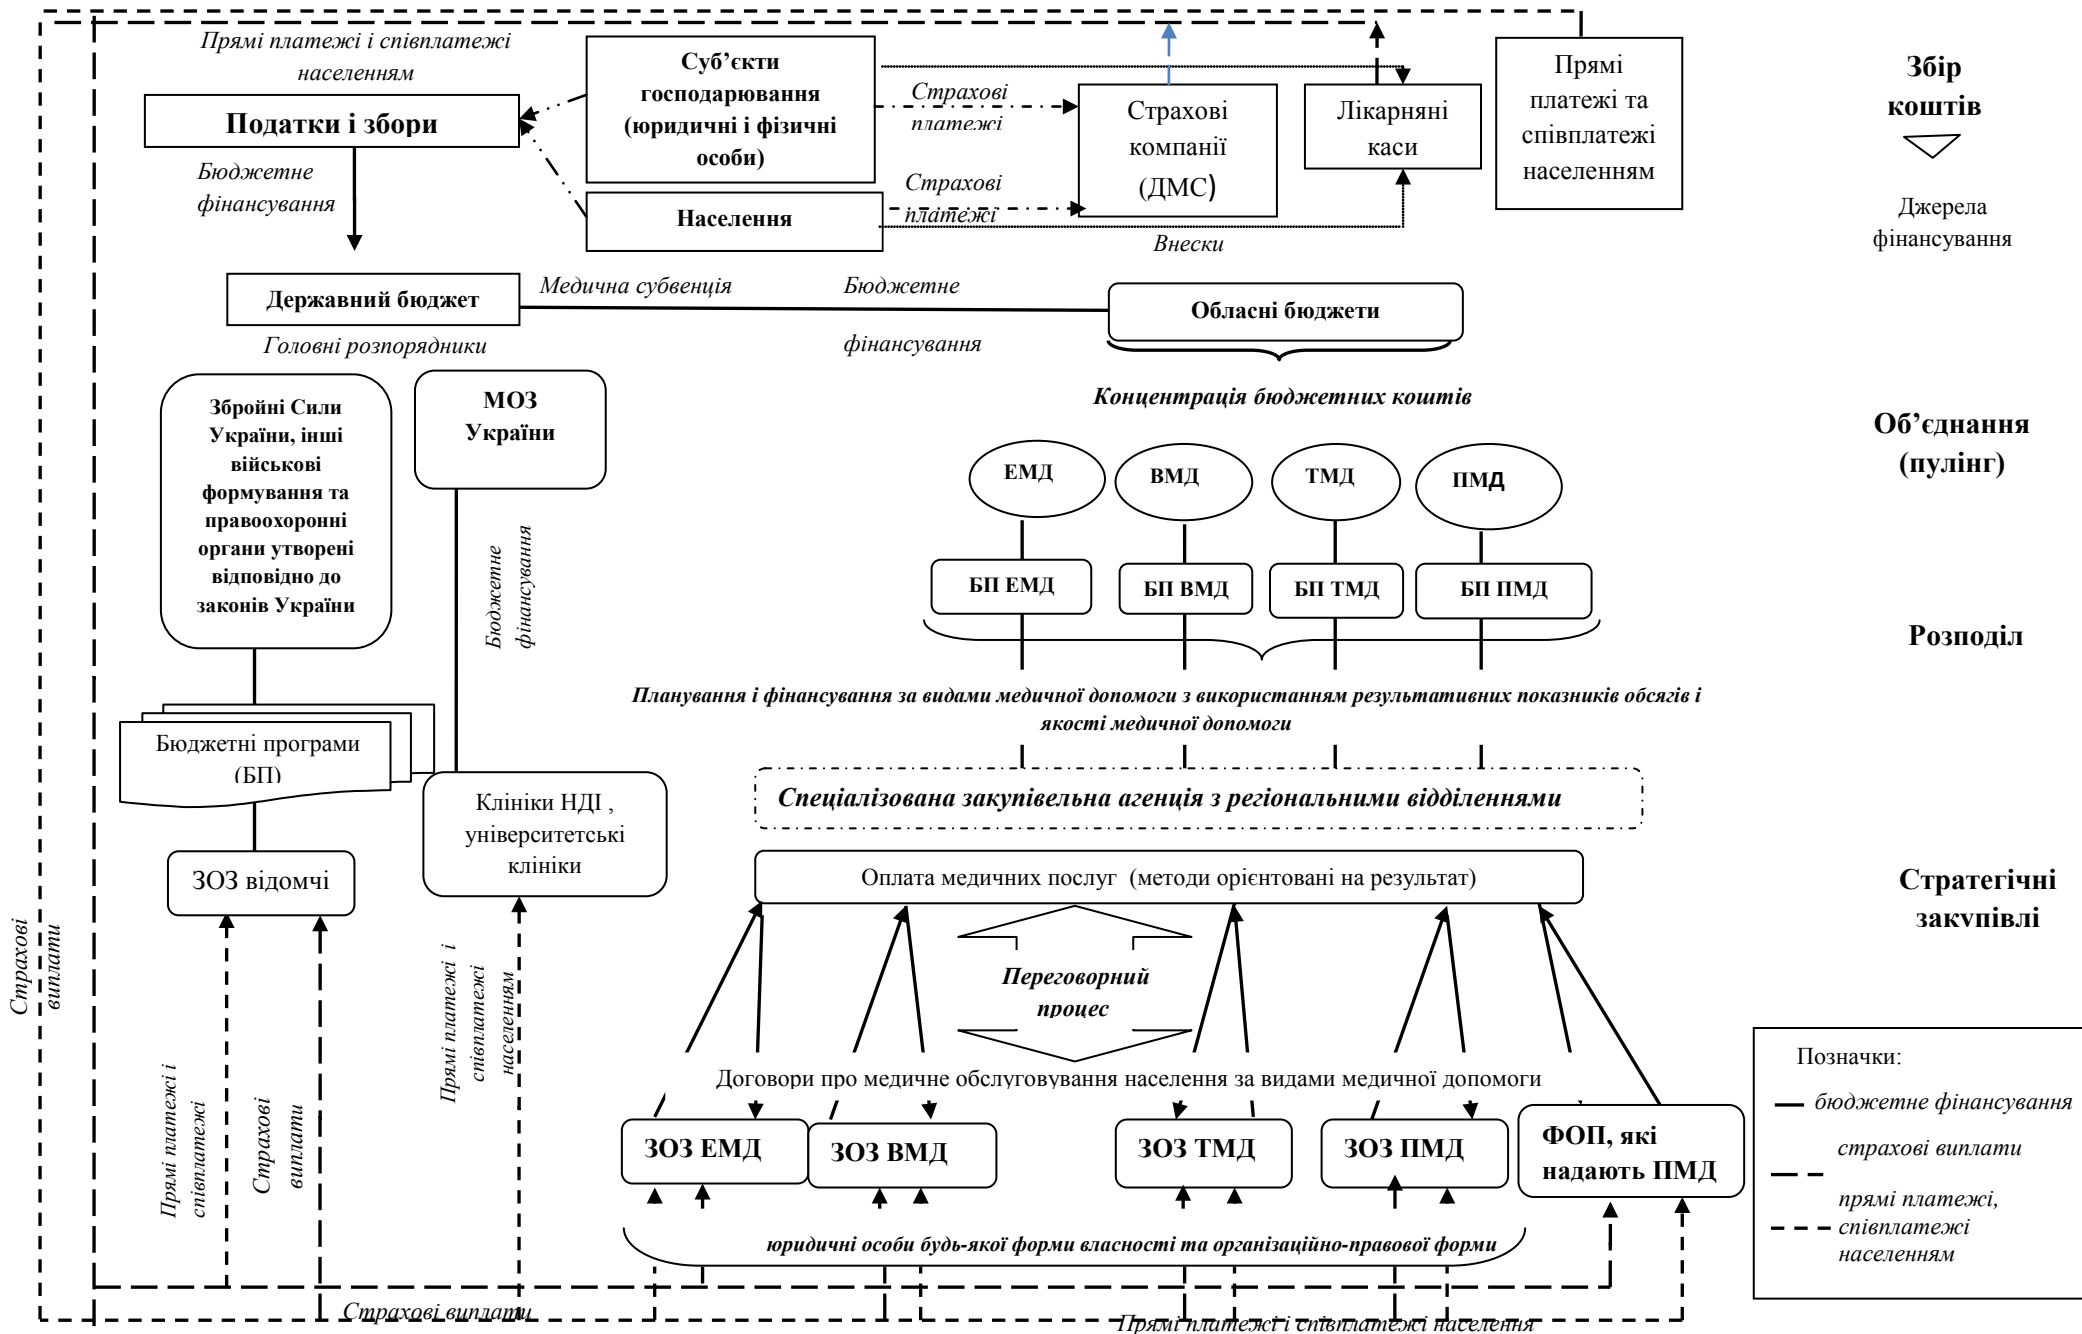 Прямі платежі і співплатежі
населенням
Податки і збори
Бюджетне
фінансування
Суб’єкти
господарювання
(юридичні і фізичні
особи)
Населення
Страхові
платежі
Страхові
платежі
Страхові
компанії
(ДМС)
Лікарняні
каси
Внески
Прямі
платежі та
співплатежі
населенням
Збір
коштів
Джерела
фінансування
Державний бюджет
Медична субвенція
Бюджетне
фінансування
Обласні бюджети
Головні розпорядники
Збройні Сили
України, інші
військові
формування та
правоохоронні
органи утворені
відповідно до
законів України
МОЗ
України
Бюджетне
фінансування
Концентрація бюджетних коштів
Об’єднання
(пулінг)
ЕМД
ВМД
ТМД
ПМД
БП ЕМД
БП ВМД
БП ТМД
БП ПМД
Розподіл
Планування і фінансування за видами медичної допомоги з використанням результативних показників обсягів і
якості медичної допомоги
Бюджетні програми
(БП)
Клініки НДІ ,
університетські
клініки
Спеціалізована закупівельна агенція з регіональними відділеннями
ЗОЗ відомчі
Оплата медичних послуг (методи орієнтовані на результат)
Стратегічні
закупівлі
Переговорний
процес
Страхові
виплати
Прямі платежі і
співплатежі
Страхові
виплати
Прямі платежі і
співплатежі
населенням
Договори про медичне обслуговування населення за видами медичної допомоги
ЗОЗ ЕМД
ЗОЗ ВМД
ЗОЗ ТМД
ЗОЗ ПМД
ФОП, які
надають ПМД
юридичні особи будь-якої форми власності та організаційно-правової форми
Позначки:
бюджетне фінансування
страхові виплати
прямі платежі,
співплатежі
населенням
Страхові виплати
Прямі платежі і співплатежі населення